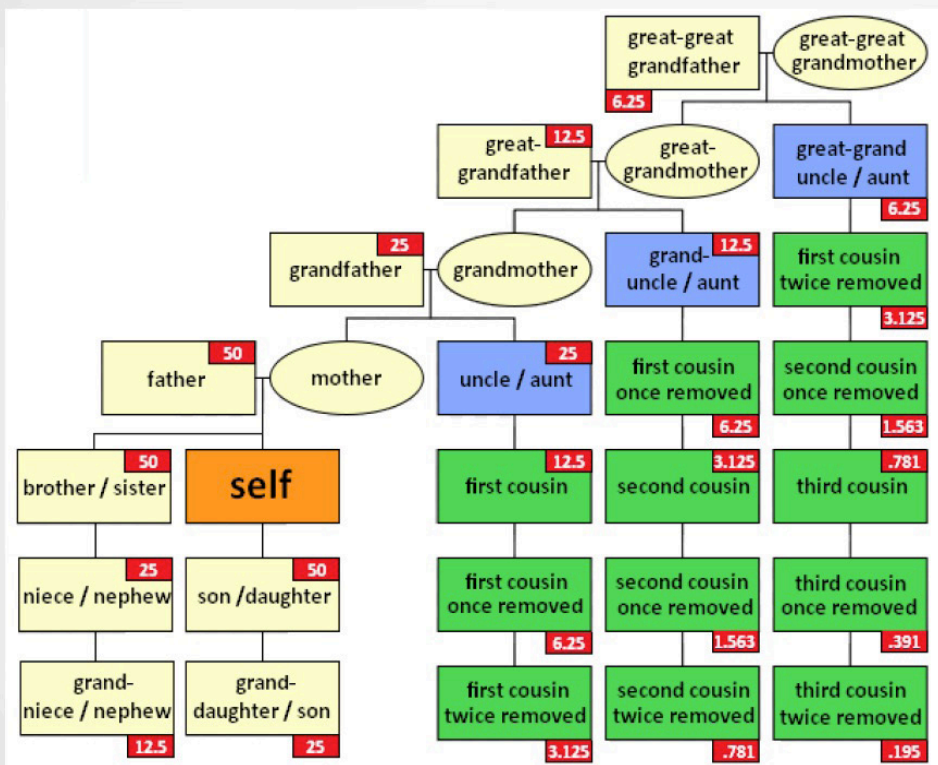 great-great
grandfather
6.25
great-great
grandmother
great-
grandfather
12.5
great-
grandmother
great-grand
uncle / aunt
6.25
grandfather
25
grandmother
grand-
uncle / aunt
12.5
first cousin
twice removed
3.125
father
50
mother
uncle / aunt
25
first cousin
once removed
6.25
second cousin
once removed
1.563
brother / sister
50
self
first cousin
12.5
second cousin
3.125
third cousin
.781
niece / nephew
25
son /daughter
50
first cousin
once removed
6.25
second cousin
once removed
1.563
third cousin
once removed
.391
grand-
niece / nephew
12.5
grand-
daughter / son
25
first cousin
twice removed
3.125
second cousin
twice removed
.781
third cousin
twice removed
.195